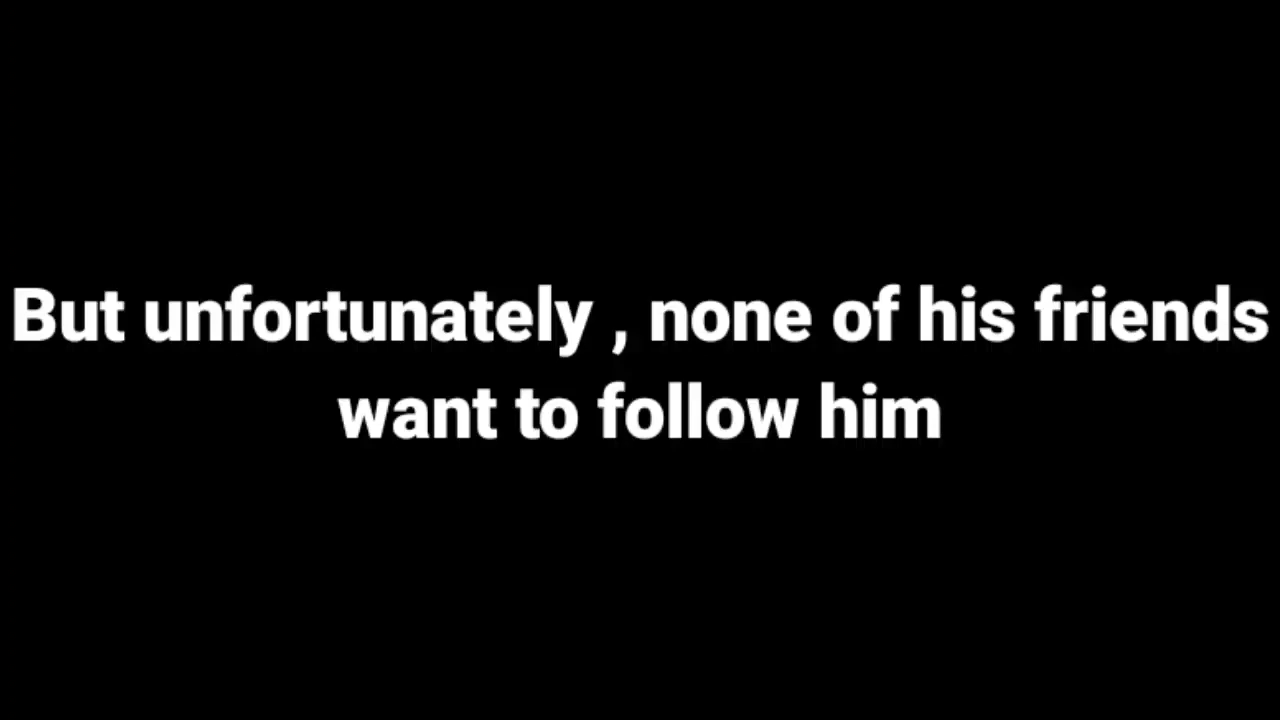 But unfortunately , none of his friends
want to follow him